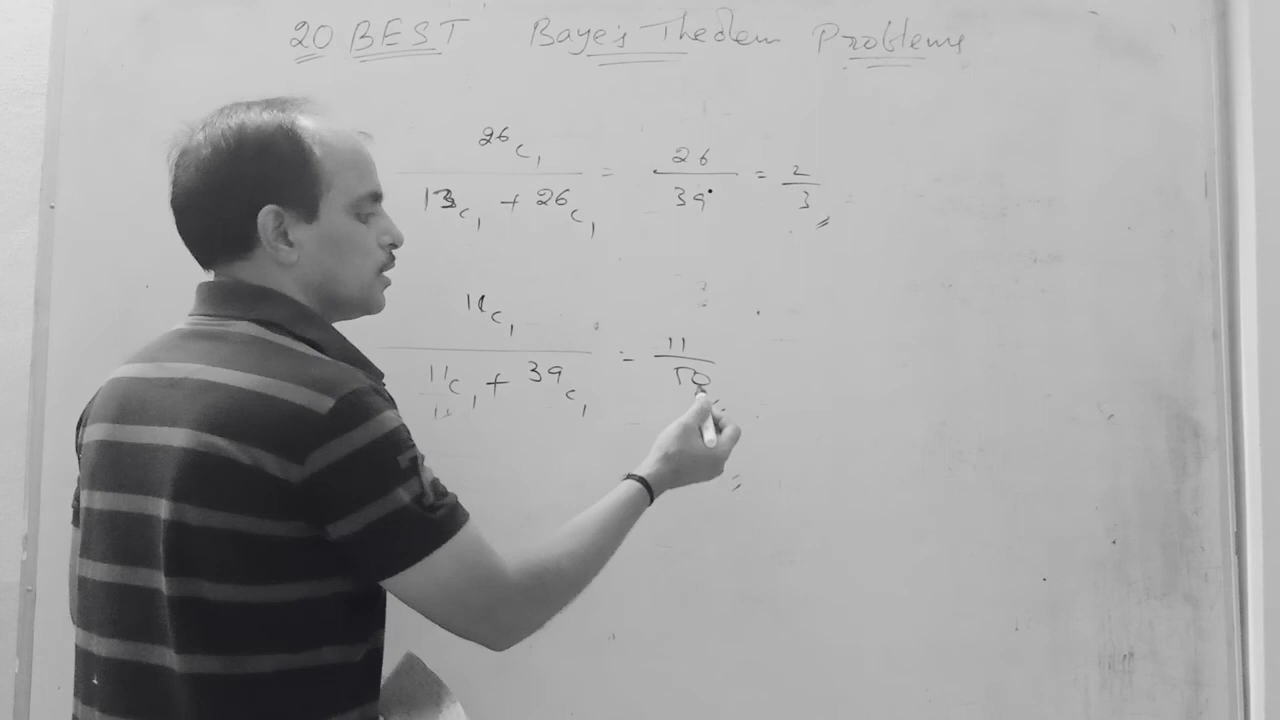 20 BEST Baye's Theorem Problems
26C1
13C1 + 26C1 = 26 / 39 = 2 / 3
11C1
11C1 + 39C1 = 11 / 50